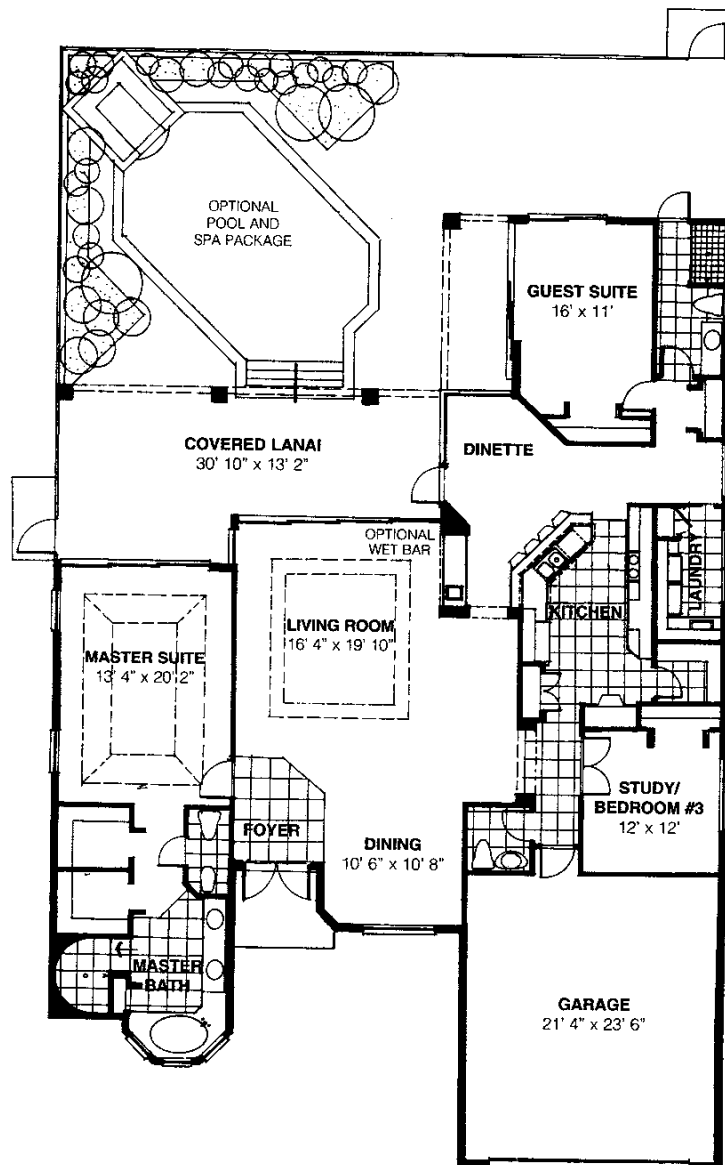 OPTIONAL
POOL AND
SPA PACKAGE
GUEST SUITE
16' x 11'
COVERED LANAI
30' 10" x 13' 2"
DINETTE
OPTIONAL
WET BAR
LAUNDRY
KITCHEN
LIVING ROOM
16' 4" x 19' 10"
MASTER SUITE
13' 4" x 20' 2"
STUDY/
BEDROOM #3
12' x 12'
FOYER
DINING
10' 6" x 10' 8"
MASTER
BATH
GARAGE
21' 4" x 23' 6"